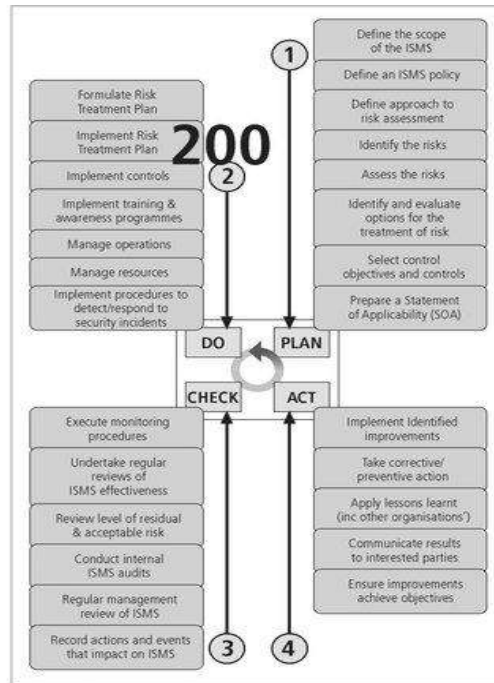 1
Define the scope
of the ISMS
Define an ISMS policy
Define approach to
risk assessment
Identify the risks
Assess the risks
Identify and evaluate
options for the
treatment of risk
Select control
objectives and controls
Prepare a Statement
of Applicability (SOA)
Formulate Risk
Treatment Plan
Implement Risk
Treatment Plan
200
2
Implement controls
Implement training &
awareness programmes
Manage operations
Manage resources
Implement procedures to
detect/respond to
security incidents
DO
PLAN
CHECK
ACT
Execute monitoring
procedures
Undertake regular
reviews of
ISMS effectiveness
Review level of residual
& acceptable risk
Conduct internal
ISMS audits
Regular management
review of ISMS
Record actions and events
that impact on ISMS
3
4
Implement Identified
improvements
Take corrective/
preventive action
Apply lessons learnt
(inc other organisations')
Communicate results
to interested parties
Ensure improvements
achieve objectives